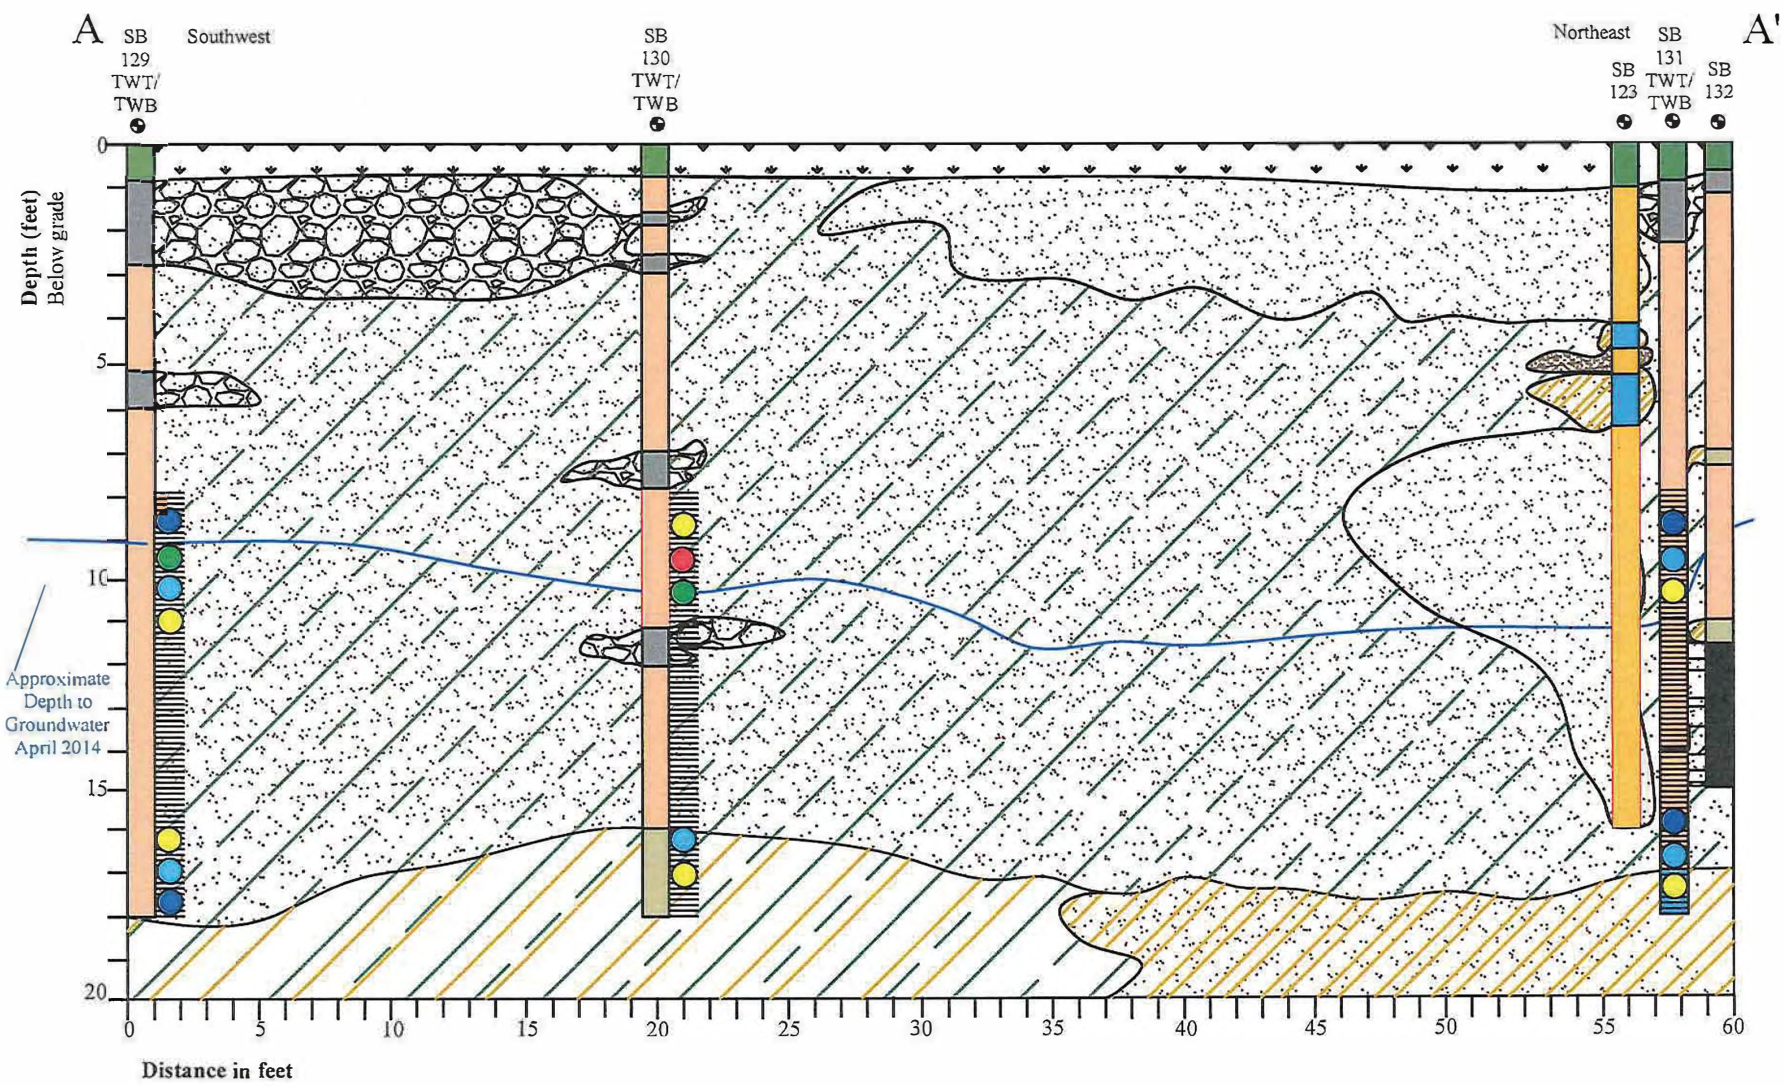 A
SB
129
TWT/
TWB
Southwest
SB
130
TWT/
TWB
Northeast
SB
123
SB
131
TWT/
TWB
SB
132
A'
Depth (feet)
Below grade
0
5
10
15
20
Approximate
Depth to
Groundwater
April 2014
0 5 10 15 20 25 30 35 40 45 50 55 60
Distance in feet